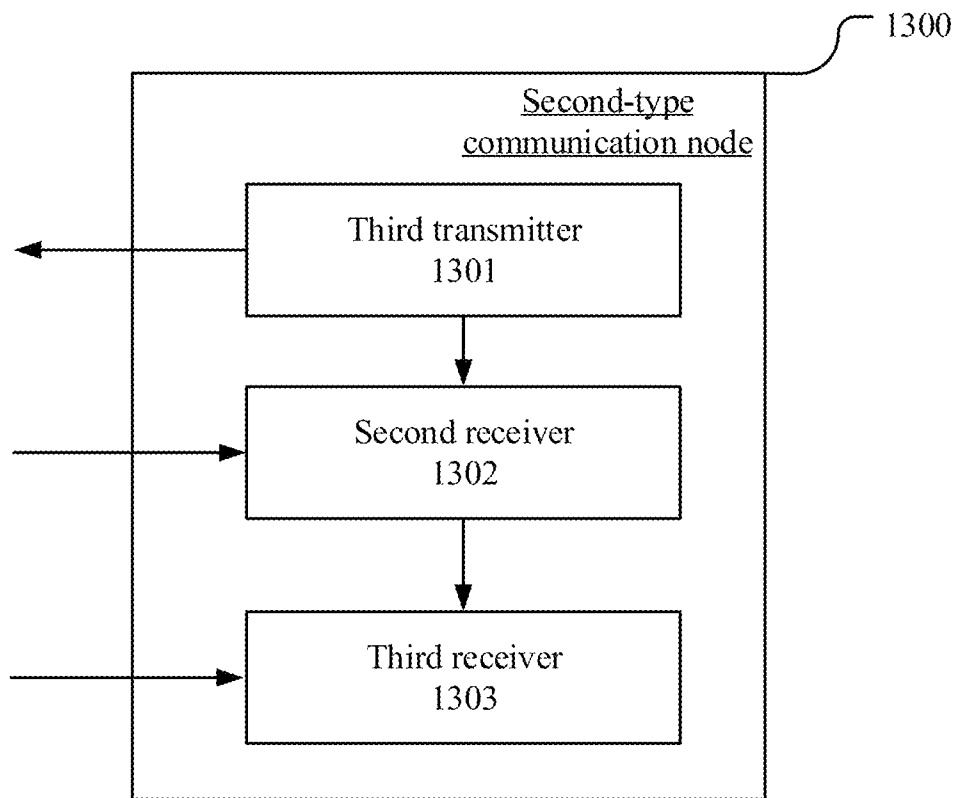 1300
Second-type
communication node
Third transmitter
1301
Second receiver
1302
Third receiver
1303